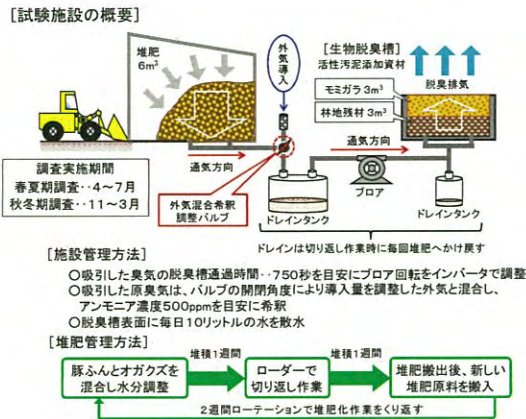 [試験施設の概要]
堆肥
6m³
外気導入
[生物脱臭槽]
活性汚泥添加資材
脱臭排気
モミガラ 3m³
林地残材 3m³
通気方向
通気方向
調査実施期間
春夏期調査‥4~7月
秋冬期調査‥11~3月
外気混合希釈
調整バルブ
ドレインタンク
ブロア
ドレインタンク
ドレインは切り返し作業時に毎回堆肥へかけ戻す
[施設管理方法]
○吸引した臭気の脱臭槽通過時間‥750秒を目安にブロア回転をインバータで調整
○吸引した原臭気は、バルブの開閉角度により導入量を調整した外気と混合し、
アンモニア濃度500ppmを目安に希釈
○脱臭槽表面に毎日10リットルの水を散水
[堆肥管理方法]
豚ふんとオガクズを
混合し水分調整
堆積1週間
ローダーで
切り返し作業
堆積1週間
堆肥搬出後、新しい
堆肥原料を搬入
2週間ローテーションで堆肥化作業をくり返す